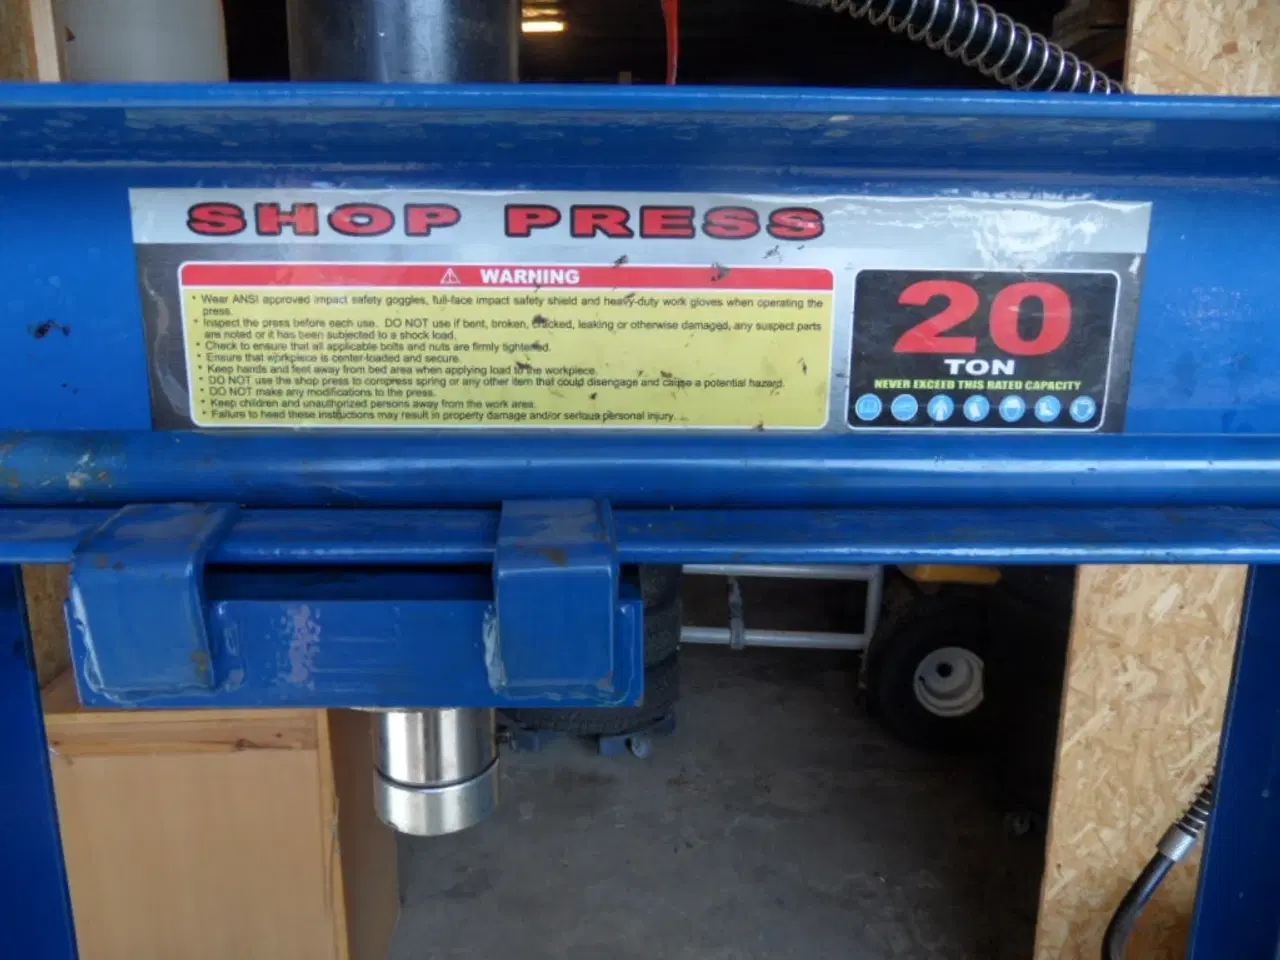 SHOP PRESS
WARNING
• Wear ANSI approved impact safety goggles, full-face impact safety shield and heavy-duty work gloves when operating the
press.
• Inspect the press before each use. DO NOT use if bent, broken, cracked, leaking or otherwise damaged, any suspect parts
are noted or it has been subjected to a shock load.
• Check to ensure that all applicable bolts and nuts are firmly tightened.
• Ensure that workpiece is center-loaded and secure.
• Keep hands and feet away from bed area when applying load to the workpiece.
• DO NOT use the shop press to compress spring or any other item that could disengage and cause a potential hazard.
• DO NOT make any modifications to the press.
• Keep children and unauthorized persons away from the work area.
• Failure to heed these instructions may result in property damage and/or serious personal injury.
20
TON
NEVER EXCEED THIS RATED CAPACITY